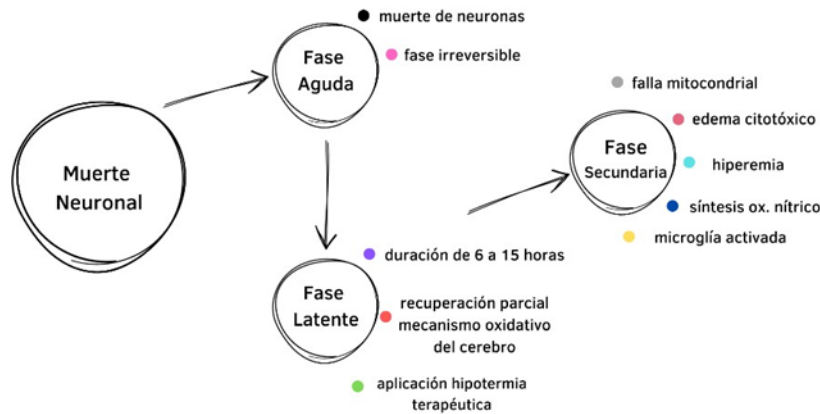 Muerte
Neuronal
Fase
Aguda
muerte de neuronas
fase irreversible
Fase
Latente
duración de 6 a 15 horas
recuperación parcial
mecanismo oxidativo
del cerebro
aplicación hipotermia
terapéutica
Fase
Secundaria
falla mitocondrial
edema citotóxico
hiperemia
síntesis ox. nítrico
microglía activada